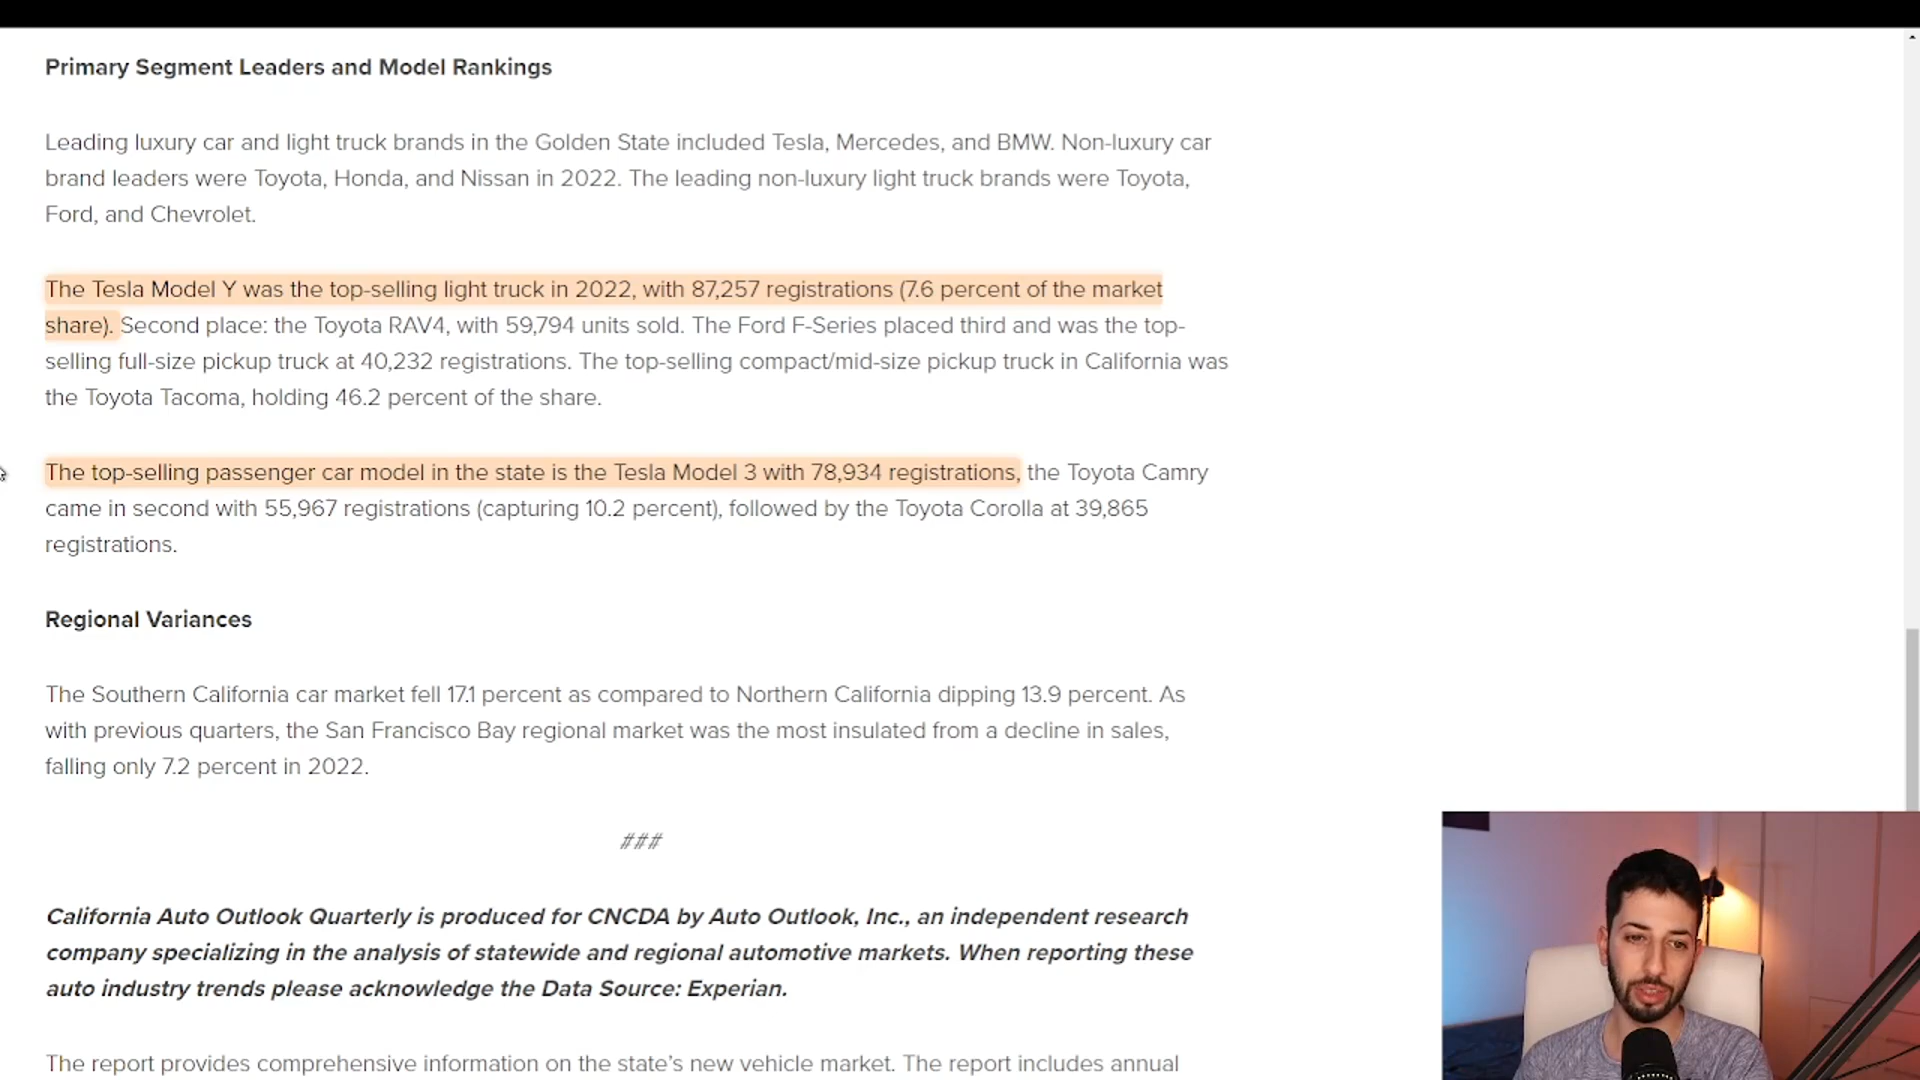 Primary Segment Leaders and Model Rankings
Leading luxury car and light truck brands in the Golden State included Tesla, Mercedes, and BMW. Non-luxury car
brand leaders were Toyota, Honda, and Nissan in 2022. The leading non-luxury light truck brands were Toyota,
Ford, and Chevrolet.
The Tesla Model Y was the top-selling light truck in 2022, with 87,257 registrations (7.6 percent of the market
share). Second place: the Toyota RAV4, with 59,794 units sold. The Ford F-Series placed third and was the top-
selling full-size pickup truck at 40,232 registrations. The top-selling compact/mid-size pickup truck in California was
the Toyota Tacoma, holding 46.2 percent of the share.
The top-selling passenger car model in the state is the Tesla Model 3 with 78,934 registrations, the Toyota Camry
came in second with 55,967 registrations (capturing 10.2 percent), followed by the Toyota Corolla at 39,865
registrations.
Regional Variances
The Southern California car market fell 17.1 percent as compared to Northern California dipping 13.9 percent. As
with previous quarters, the San Francisco Bay regional market was the most insulated from a decline in sales,
falling only 7.2 percent in 2022.
###
California Auto Outlook Quarterly is produced for CNCDA by Auto Outlook, Inc., an independent research
company specializing in the analysis of statewide and regional automotive markets. When reporting these
auto industry trends please acknowledge the Data Source: Experian.
The report provides comprehensive information on the state's new vehicle market. The report includes annual